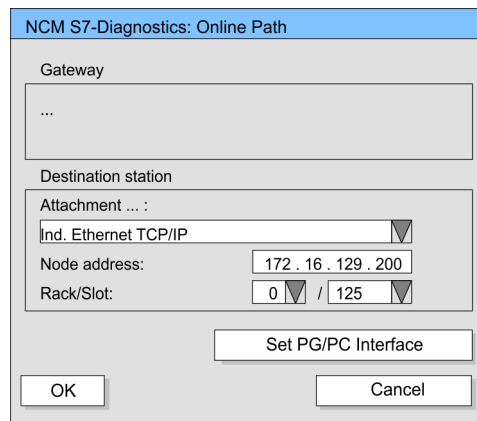 NCM S7-Diagnostics: Online Path
Gateway
...
Destination station
Attachment ... :
Ind. Ethernet TCP/IP
Node address: 172 . 16 . 129 . 200
Rack/Slot: 0 / 125
Set PG/PC Interface
OK Cancel